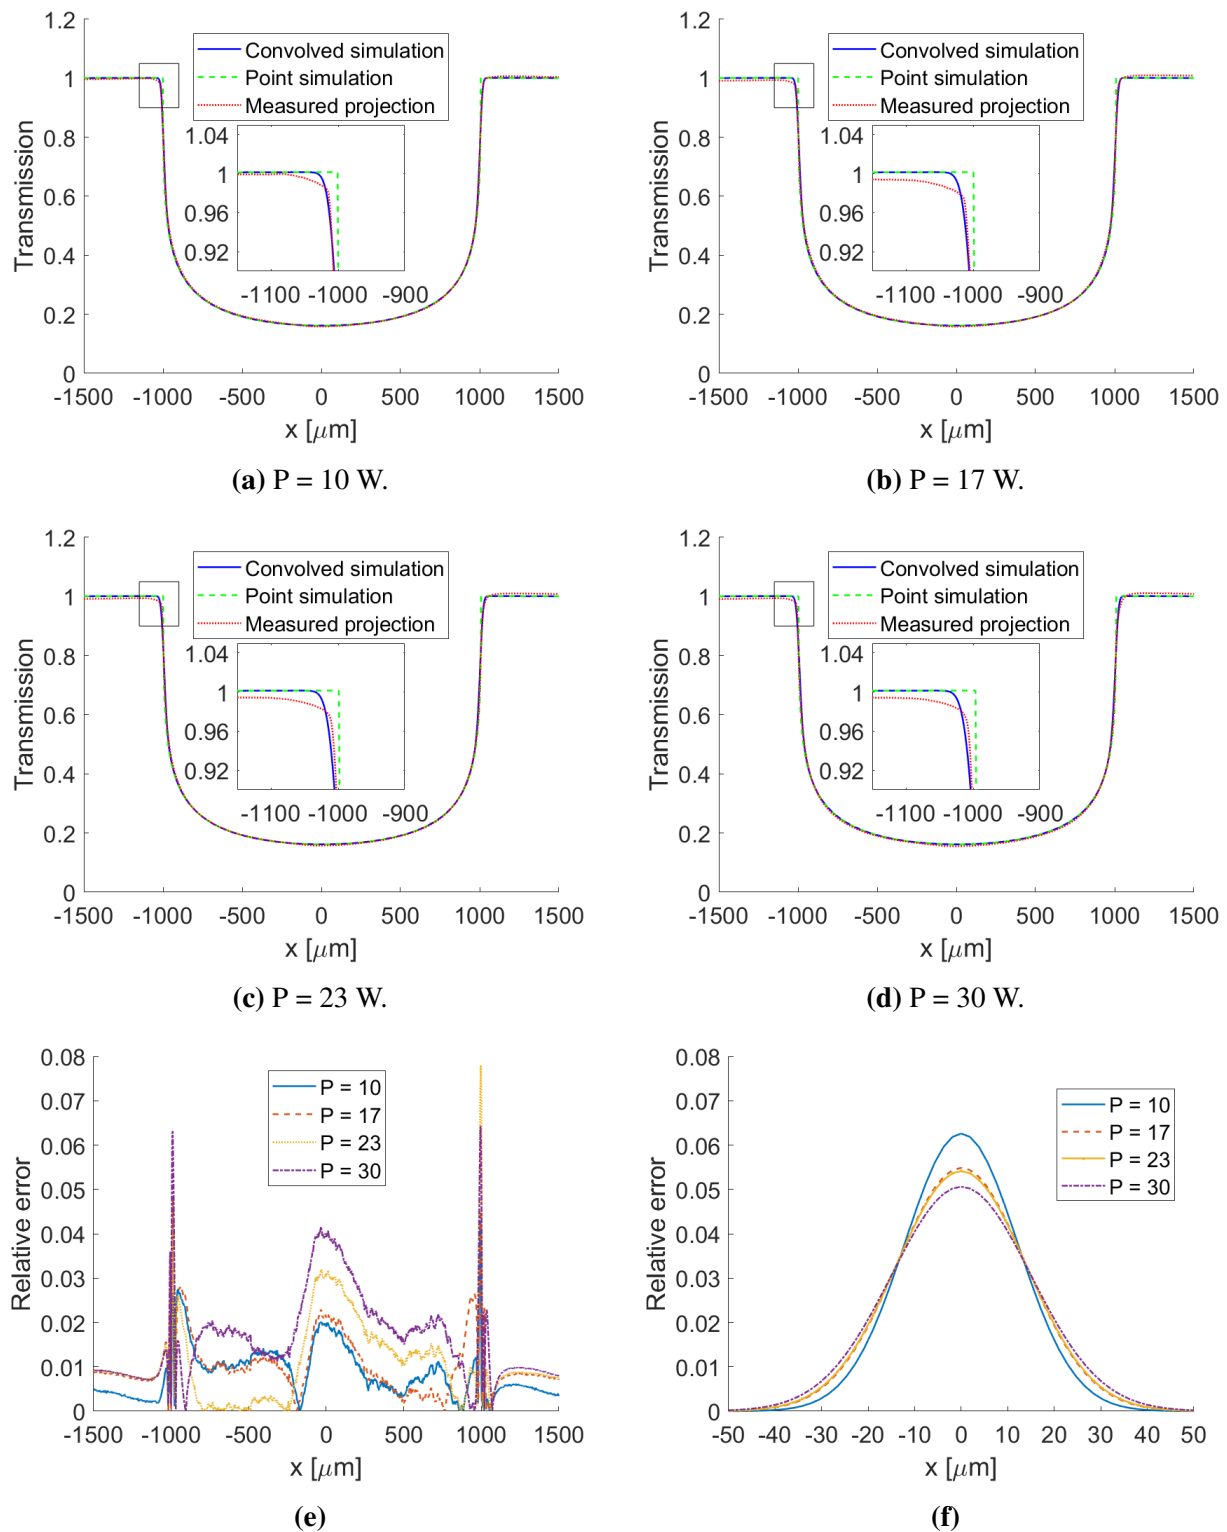 1.2
1
0.8
0.6
0.4
0.2
0
Transmission
Convolved simulation
Point simulation
Measured projection
1.04
1
0.96
0.92
-1100 -1000 -900
-1500 -1000 -500 0 500 1000 1500
x [μm]
(a) P = 10 W.
1.2
1
0.8
0.6
0.4
0.2
0
Transmission
Convolved simulation
Point simulation
Measured projection
1.04
1
0.96
0.92
-1100 -1000 -900
-1500 -1000 -500 0 500 1000 1500
x [μm]
(b) P = 17 W.
1.2
1
0.8
0.6
0.4
0.2
0
Transmission
Convolved simulation
Point simulation
Measured projection
1.04
1
0.96
0.92
-1100 -1000 -900
-1500 -1000 -500 0 500 1000 1500
x [μm]
(c) P = 23 W.
1.2
1
0.8
0.6
0.4
0.2
0
Transmission
Convolved simulation
Point simulation
Measured projection
1.04
1
0.96
0.92
-1100 -1000 -900
-1500 -1000 -500 0 500 1000 1500
x [μm]
(d) P = 30 W.
0.08
0.07
0.06
0.05
0.04
0.03
0.02
0.01
0
Relative error
P = 10
P = 17
P = 23
P = 30
-1500 -1000 -500 0 500 1000 1500
x [μm]
(e)
0.08
0.07
0.06
0.05
0.04
0.03
0.02
0.01
0
Relative error
P = 10
P = 17
P = 23
P = 30
-50 -40 -30 -20 -10 0 10 20 30 40 50
x [μm]
(f)